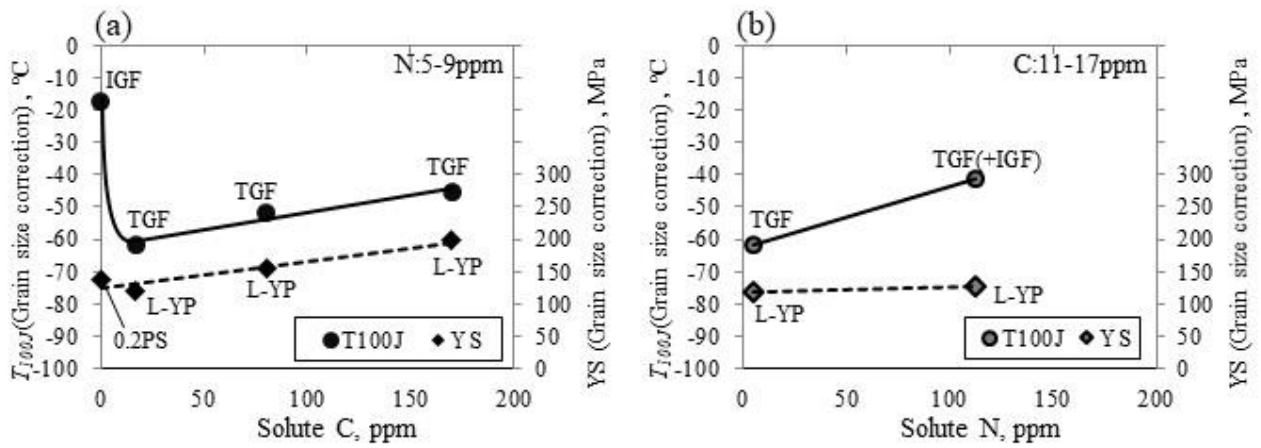 (a)
N:5-9ppm
T100J(Grain size correction) , ºC
0
-10
-20
-30
-40
-50
-60
-70
-80
-90
-100
IGF
TGF
TGF
TGF
L-YP
L-YP
L-YP
0.2PS
T100J YS
300
250
200
150
100
50
0
YS (Grain size correction) , MPa
0 50 100 150 200
Solute C, ppm
(b)
C:11-17ppm
T100J(Grain size correction) , ºC
0
-10
-20
-30
-40
-50
-60
-70
-80
-90
-100
TGF
TGF(+IGF)
L-YP
L-YP
T100J YS
300
250
200
150
100
50
0
YS (Grain size correction) , MPa
0 50 100 150 200
Solute N, ppm